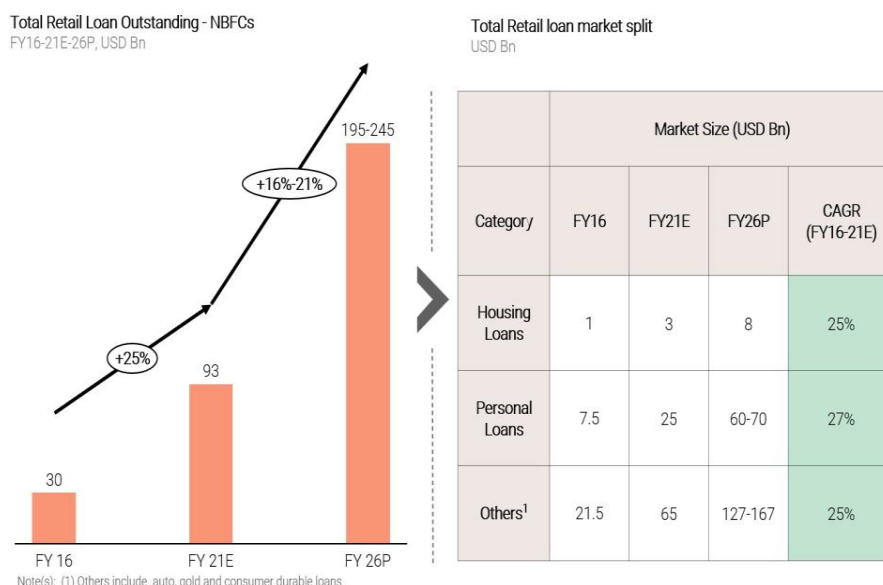 Total Retail Loan Outstanding - NBFCs
FY16-21E-26P, USD Bn
195-245
+16%-21%
+25%
93
30
FY 16 FY 21E FY 26P
Note(s): (1) Others include, auto, gold and consumer durable loans
Total Retail loan market split
USD Bn
Market Size (USD Bn)
Category FY16 FY21E FY26P CAGR
(FY16-21E)
Housing
Loans 1 3 8 25%
Personal
Loans 7.5 25 60-70 27%
Others¹ 21.5 65 127-167 25%